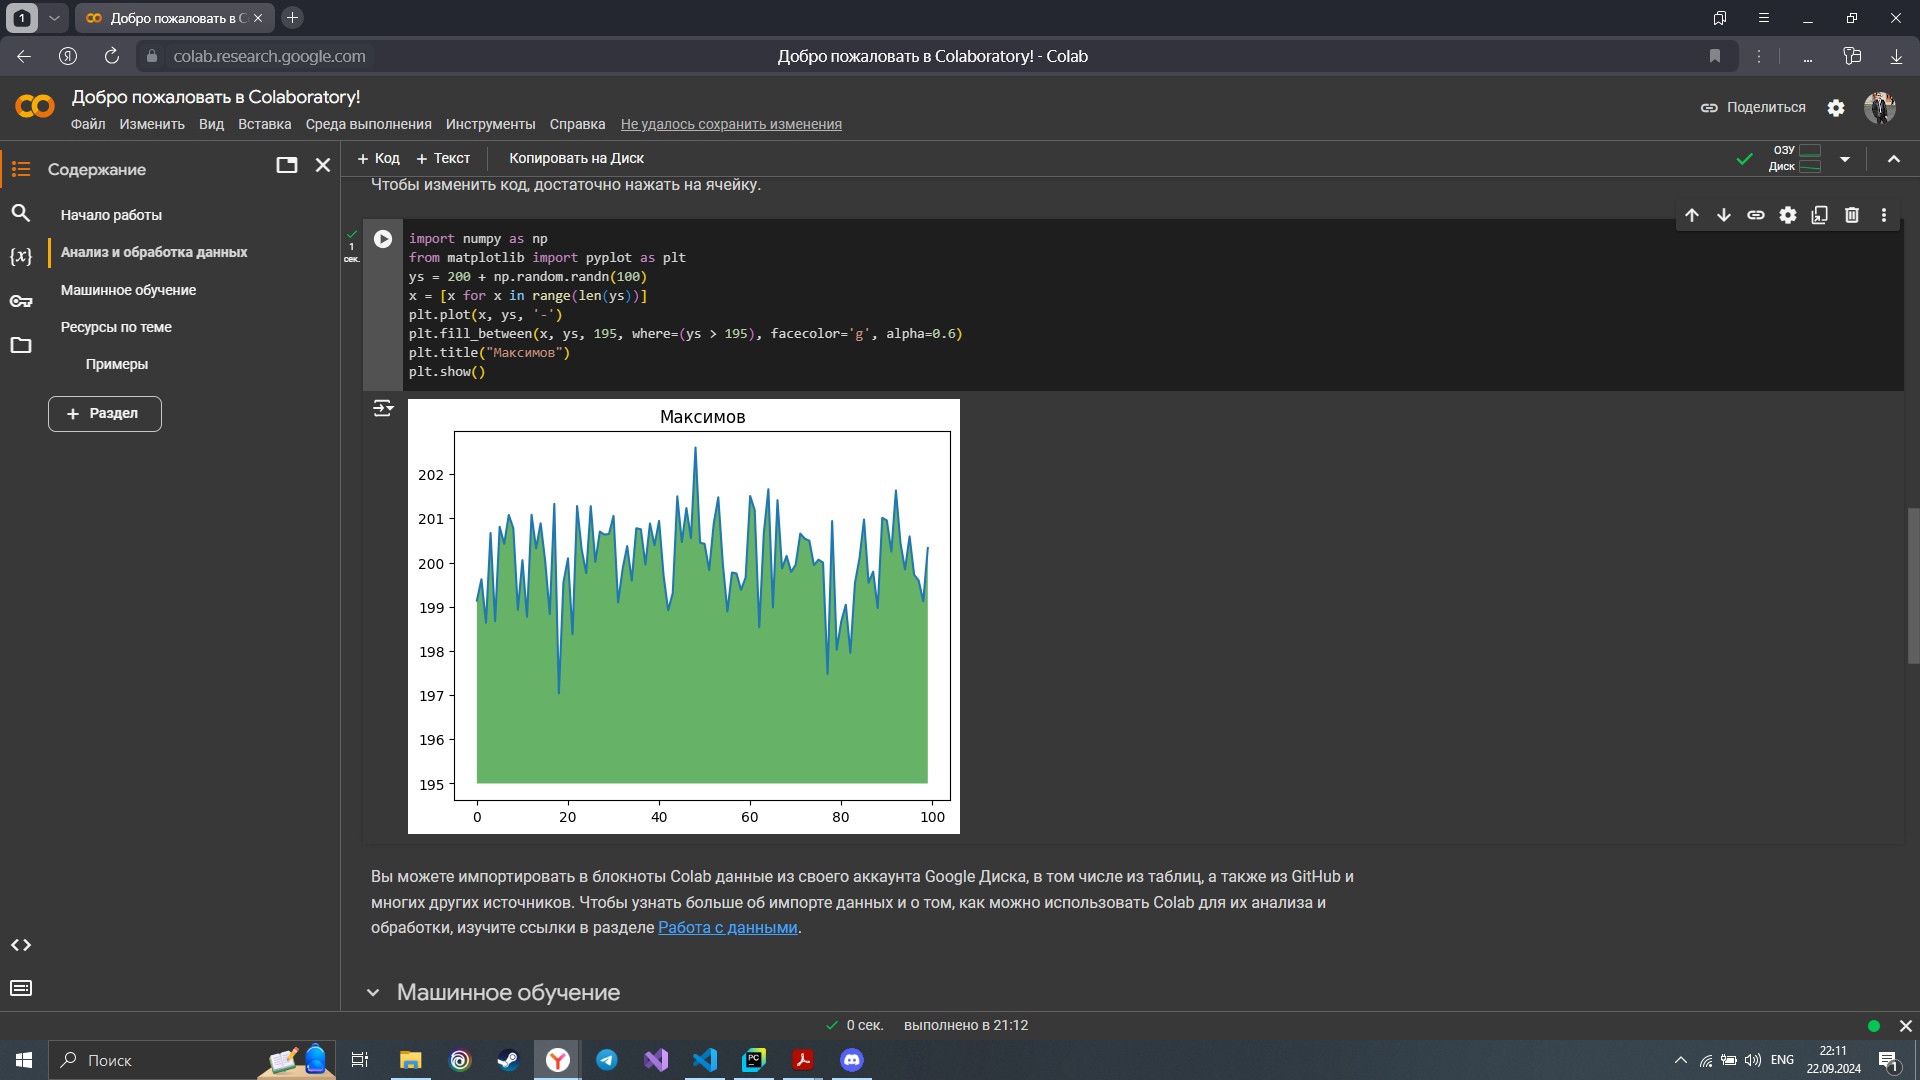 1
Добро пожаловать в C
colab.research.google.com
Добро пожаловать в Colaboratory! - Colab
Добро пожаловать в Colaboratory!
Файл Изменить Вид Вставка Среда выполнения Инструменты Справка Не удалось сохранить изменения
Поделиться
Содержание
Начало работы
Анализ и обработка данных
Машинное обучение
Ресурсы по теме
Примеры
+ Раздел
+ Код + Текст Копировать на Диск
ОЗУ
Диск
Чтобы изменить код, достаточно нажать на ячейку.
1
сек.
import numpy as np
from matplotlib import pyplot as plt
ys = 200 + np.random.randn(100)
x = [x for x in range(len(ys))]
plt.plot(x, ys, '-')
plt.fill_between(x, ys, 195, where=(ys > 195), facecolor='g', alpha=0.6)
plt.title("Максимов")
plt.show()
Максимов
202
201
200
199
198
197
196
195
0 20 40 60 80 100
Вы можете импортировать в блокноты Colab данные из своего аккаунта Google Диска, в том числе из таблиц, а также из GitHub и
многих других источников. Чтобы узнать больше об импорте данных и о том, как можно использовать Colab для их анализа и
обработки, изучите ссылки в разделе Работа с данными.
Машинное обучение
0 сек. выполнено в 21:12
Поиск
ENG
22:11
22.09.2024
1